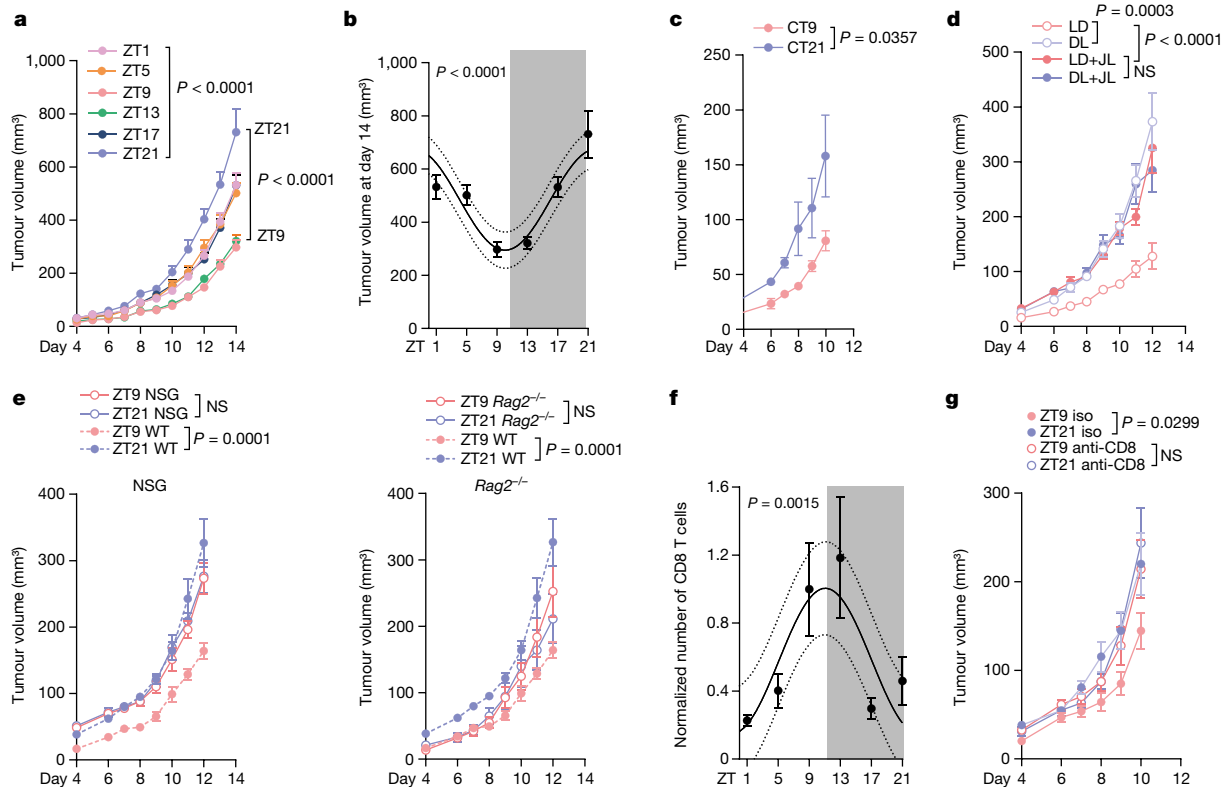 a
ZT1
ZT5
ZT9
ZT13
ZT17
ZT21
P < 0.0001
ZT21
P < 0.0001
ZT9
Tumour volume (mm³)
1,000
800
600
400
200
0
Day 4 6 8 10 12 14
b
P < 0.0001
Tumour volume at day 14 (mm³)
1,000
800
600
400
200
0
ZT 1 5 9 13 17 21
c
CT9
CT21
P = 0.0357
Tumour volume (mm³)
250
200
150
100
50
0
Day 4 6 8 10 12
d
P = 0.0003
LD
DL
LD+JL
DL+JL
P < 0.0001
NS
Tumour volume (mm³)
500
400
300
200
100
0
Day 4 6 8 10 12 14
e
ZT9 NSG
ZT21 NSG
NS
ZT9 WT
ZT21 WT
P = 0.0001
NSG
Tumour volume (mm³)
400
300
200
100
0
Day 4 6 8 10 12 14
ZT9 Rag2⁻/⁻
ZT21 Rag2⁻/⁻
NS
ZT9 WT
ZT21 WT
P = 0.0001
Rag2⁻/⁻
Tumour volume (mm³)
400
300
200
100
0
Day 4 6 8 10 12 14
f
P = 0.0015
Normalized number of CD8 T cells
1.6
1.2
0.8
0.4
0
ZT 1 5 9 13 17 21
g
ZT9 iso
ZT21 iso
P = 0.0299
ZT9 anti-CD8
ZT21 anti-CD8
NS
Tumour volume (mm³)
300
200
100
0
Day 4 6 8 10 12